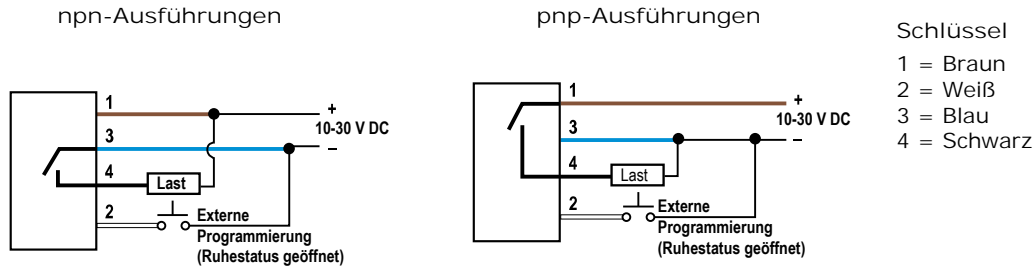 npn-Ausführungen
1
3
4
2
Last
+
10-30 V DC
–
Externe
Programmierung
(Ruhestatus geöffnet)
pnp-Ausführungen
1
3
4
2
Last
+
10-30 V DC
–
Externe
Programmierung
(Ruhestatus geöffnet)
Schlüssel
1 = Braun
2 = Weiß
3 = Blau
4 = Schwarz